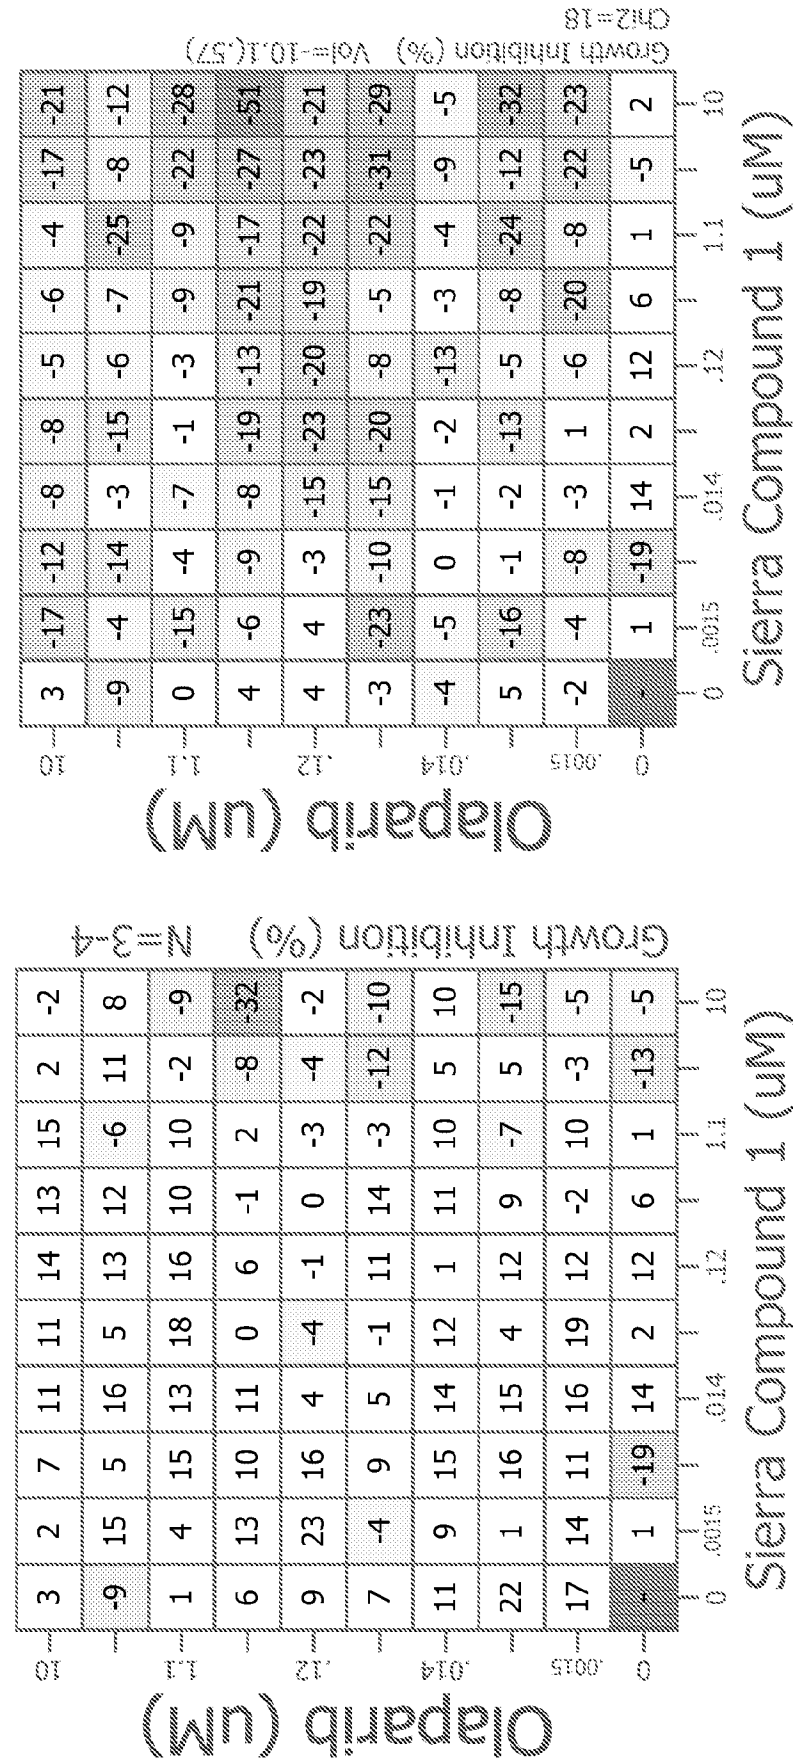 Olaparib (uM)
10 3 2 7 11 11 14 13 15 2 -2
-9 15 5 16 5 13 12 -6 11 8
1.1 1 4 15 13 18 16 10 10 -2 -9
6 13 10 11 0 6 -1 2 -8 -32
.12 9 23 16 4 -4 -1 0 -3 -4 -2
7 -4 9 5 -1 11 14 -3 -12 -10
.014 11 9 15 14 12 1 11 10 5 10
22 1 16 15 4 12 9 -7 5 -15
.0015 17 14 11 16 19 12 -2 10 -3 -5
0 - 1 -19 14 2 12 6 1 -13 -5
0 .0015 .014 .12 1.1 10
Sierra Compound 1 (uM)
Growth Inhibition (%) N=3-4
Olaparib (uM)
10 3 -17 -12 -8 -8 -5 -6 -4 -17 -21
-9 -4 -14 -3 -15 -6 -7 -25 -8 -12
1.1 0 -15 -4 -7 -1 -3 -9 -9 -22 -28
4 -6 -9 -8 -19 -13 -21 -17 -27 -51
.12 4 4 -3 -15 -23 -20 -19 -22 -23 -21
-3 -23 -10 -15 -20 -8 -5 -22 -31 -29
.014 -4 -5 0 -1 -2 -13 -3 -4 -9 -5
5 -16 -1 -2 -13 -5 -8 -24 -12 -32
.0015 -2 -4 -8 -3 1 -6 -20 -8 -22 -23
0 - 1 -19 14 2 12 6 1 -5 2
0 .0015 .014 .12 1.1 10
Sierra Compound 1 (uM)
Growth Inhibition (%) Vol=-10.1(.57)
Chi2=18